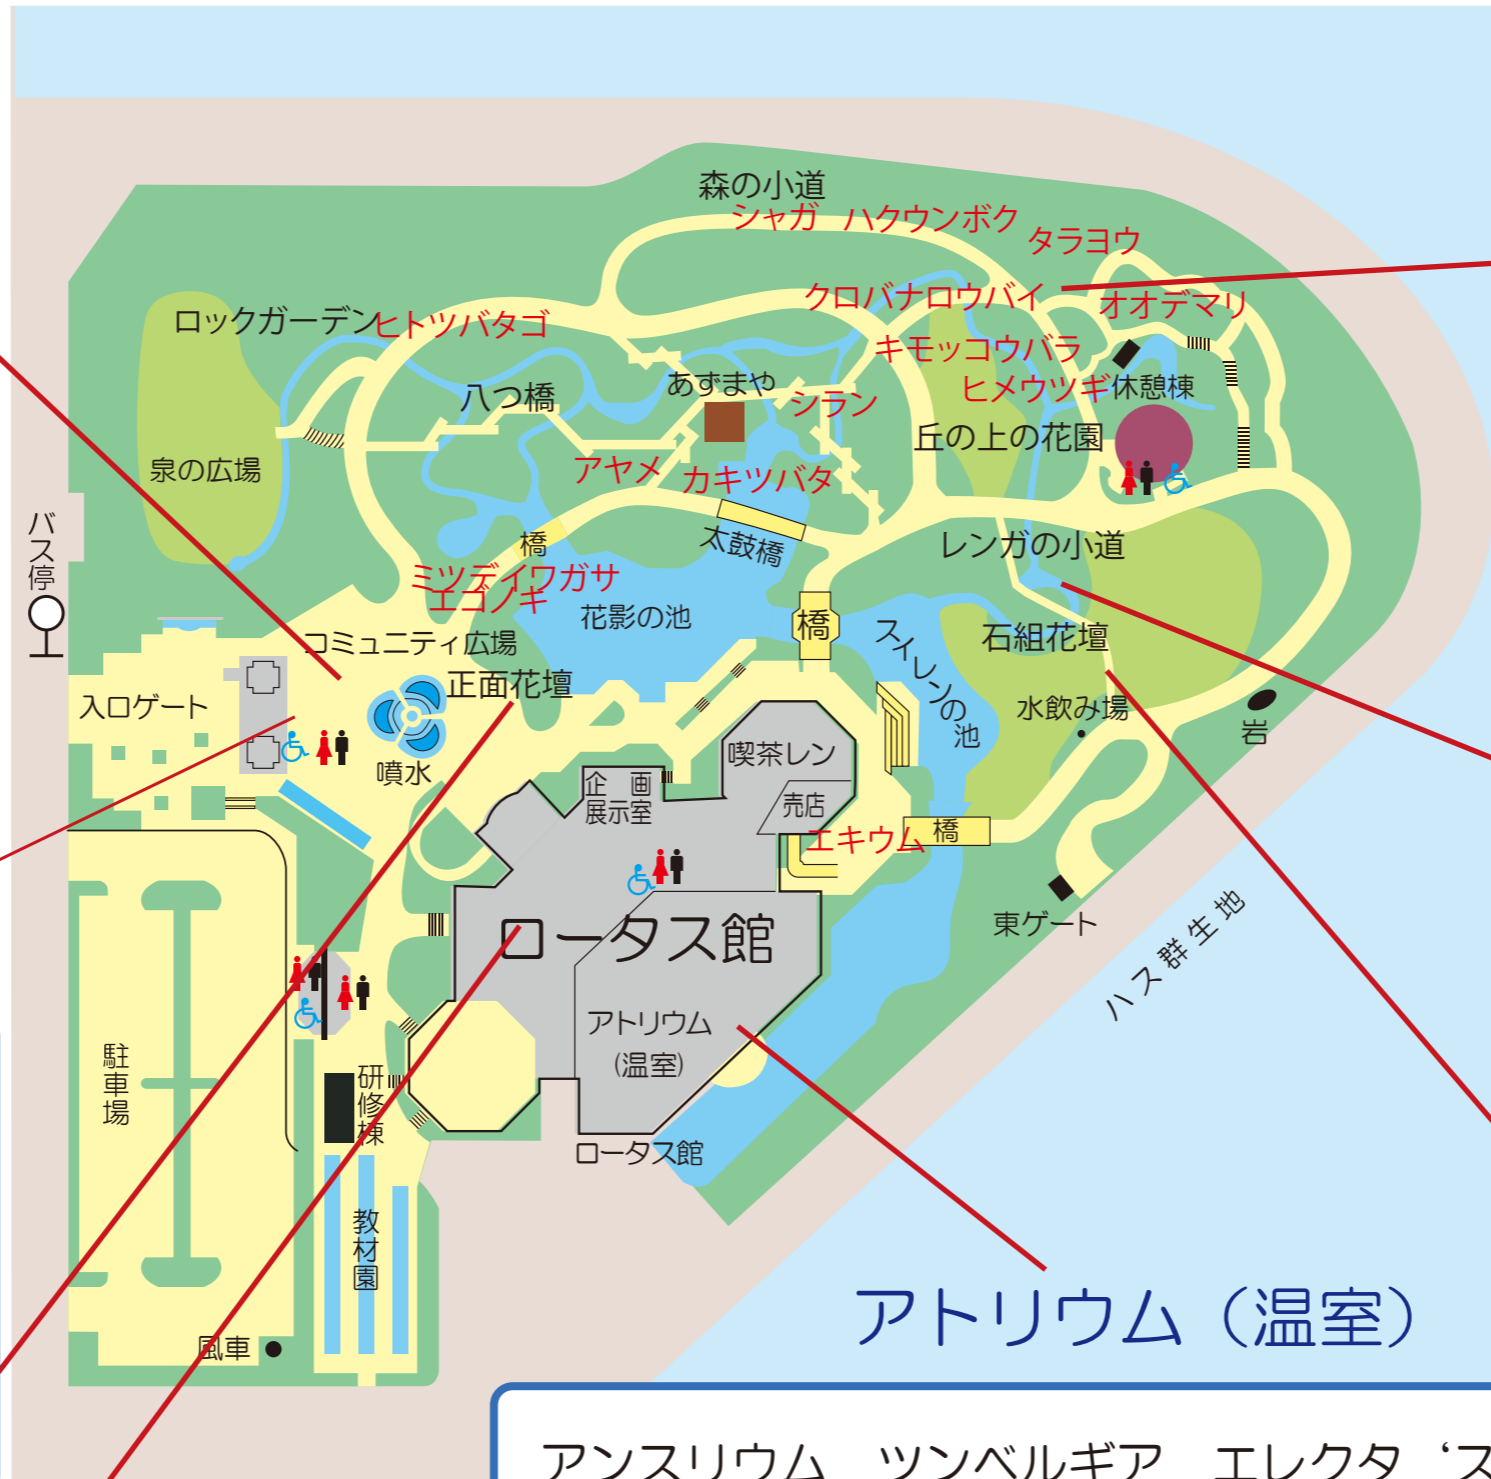 森の小道
シャガ ハクウンボク
タラヨウ
クロバナロウバイ
オオデマリ
ロックガーデン
ヒトツバタゴ
キモッコウバラ
あずまや
八つ橋
シラン
ヒメウツギ
休憩棟
丘の上の花園
泉の広場
アヤメ
カキツバタ
バス停
橋
太鼓橋
レンガの小道
ミツデイワガサ
エゴノキ
花影の池
橋
スイレンの池
石組花壇
コミュニティ広場
正面花壇
入口ゲート
水飲み場
岩
噴水
喫茶レン
企画
展示室
売店
エキウム
橋
ロータス館
東ゲート
ハス群生地
アトリウム
(温室)
駐車場
研修棟
ロータス館
教材園
風車
アトリウム（温室）
アンスリウム ツンベルギア エレクタ ‘ス